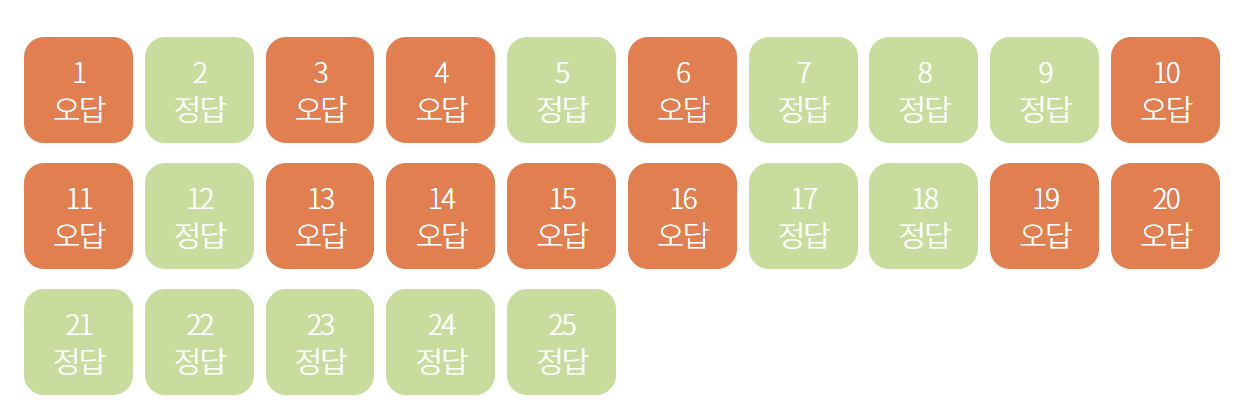 1 2 3 4 5 6 7 8 9 10
오답 정답 오답 오답 정답 오답 정답 정답 정답 오답
11 12 13 14 15 16 17 18 19 20
오답 정답 오답 오답 오답 오답 정답 정답 오답 오답
21 22 23 24 25
정답 정답 정답 정답 정답